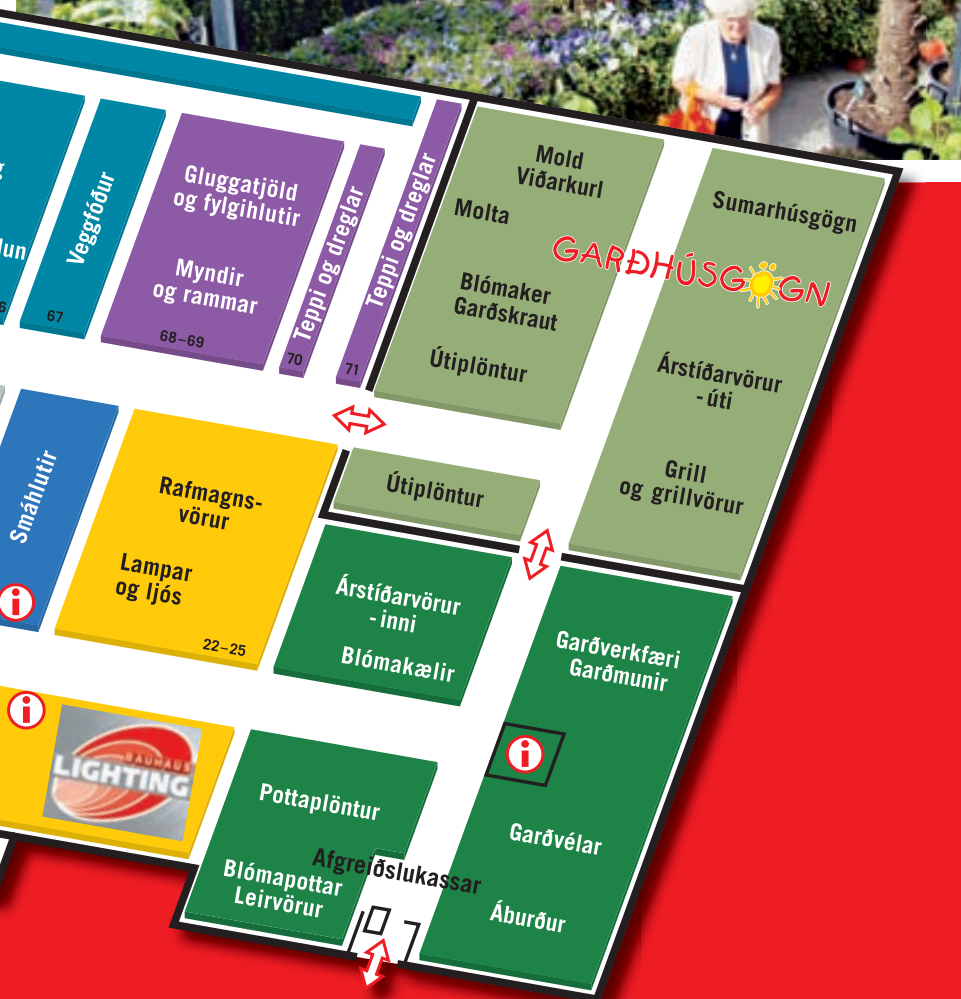 Mold
Viðarkurl
Molta
Blómaker
Garðskraut
Útiplöntur
Sumarhúsgögn
GARÐHÚSGÖGN
Árstíðarvörur
-úti
Grill
og grillvörur
Veggfóður
67
Gluggatjöld
og fylgihlutir
Myndir
og rammar
68–69
Teppi og dreglar
70
Teppi og dreglar
71
Smáhlutir
Rafmagns-
vörur
Lampar
og ljós
22–25
Útiplöntur
Árstíðarvörur
-inni
Blómakælir
Garðverkfæri
Garðmunir
BAUHAUS
LIGHTING
Pottaplöntur
Blómapottar
Leirvörur
Afgreiðslukassar
Garðvélar
Áburður